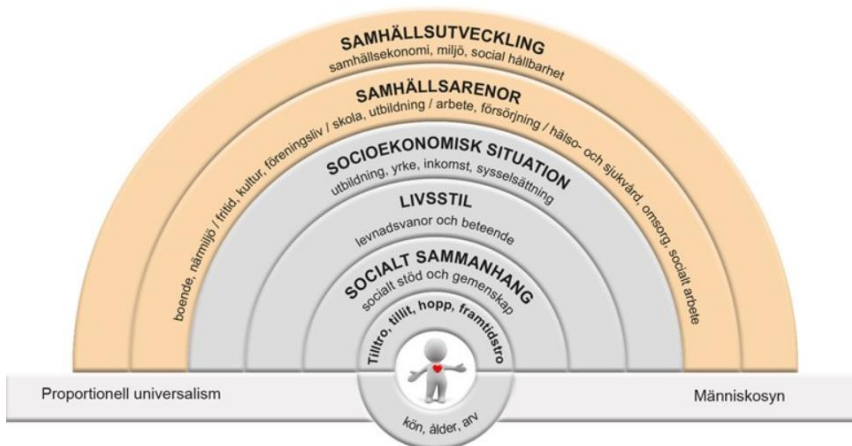 SAMHÄLLSUTVECKLING
samhällsekonomi, miljö, social hållbarhet
SAMHÄLLSARENOR
boende, närmiljö / fritid, kultur, föreningsliv / skola, utbildning / arbete, försörjning / hälso- och sjukvård, omsorg, socialt arbete
SOCIOEKONOMISK SITUATION
utbildning, yrke, inkomst, sysselsättning
LIVSSTIL
levnadsvanor och beteende
SOCIALT SAMMANHANG
socialt stöd och gemenskap
Tilltro, tillit, hopp, framtidstro
Proportionell universalism
Människosyn
kön, ålder, arv